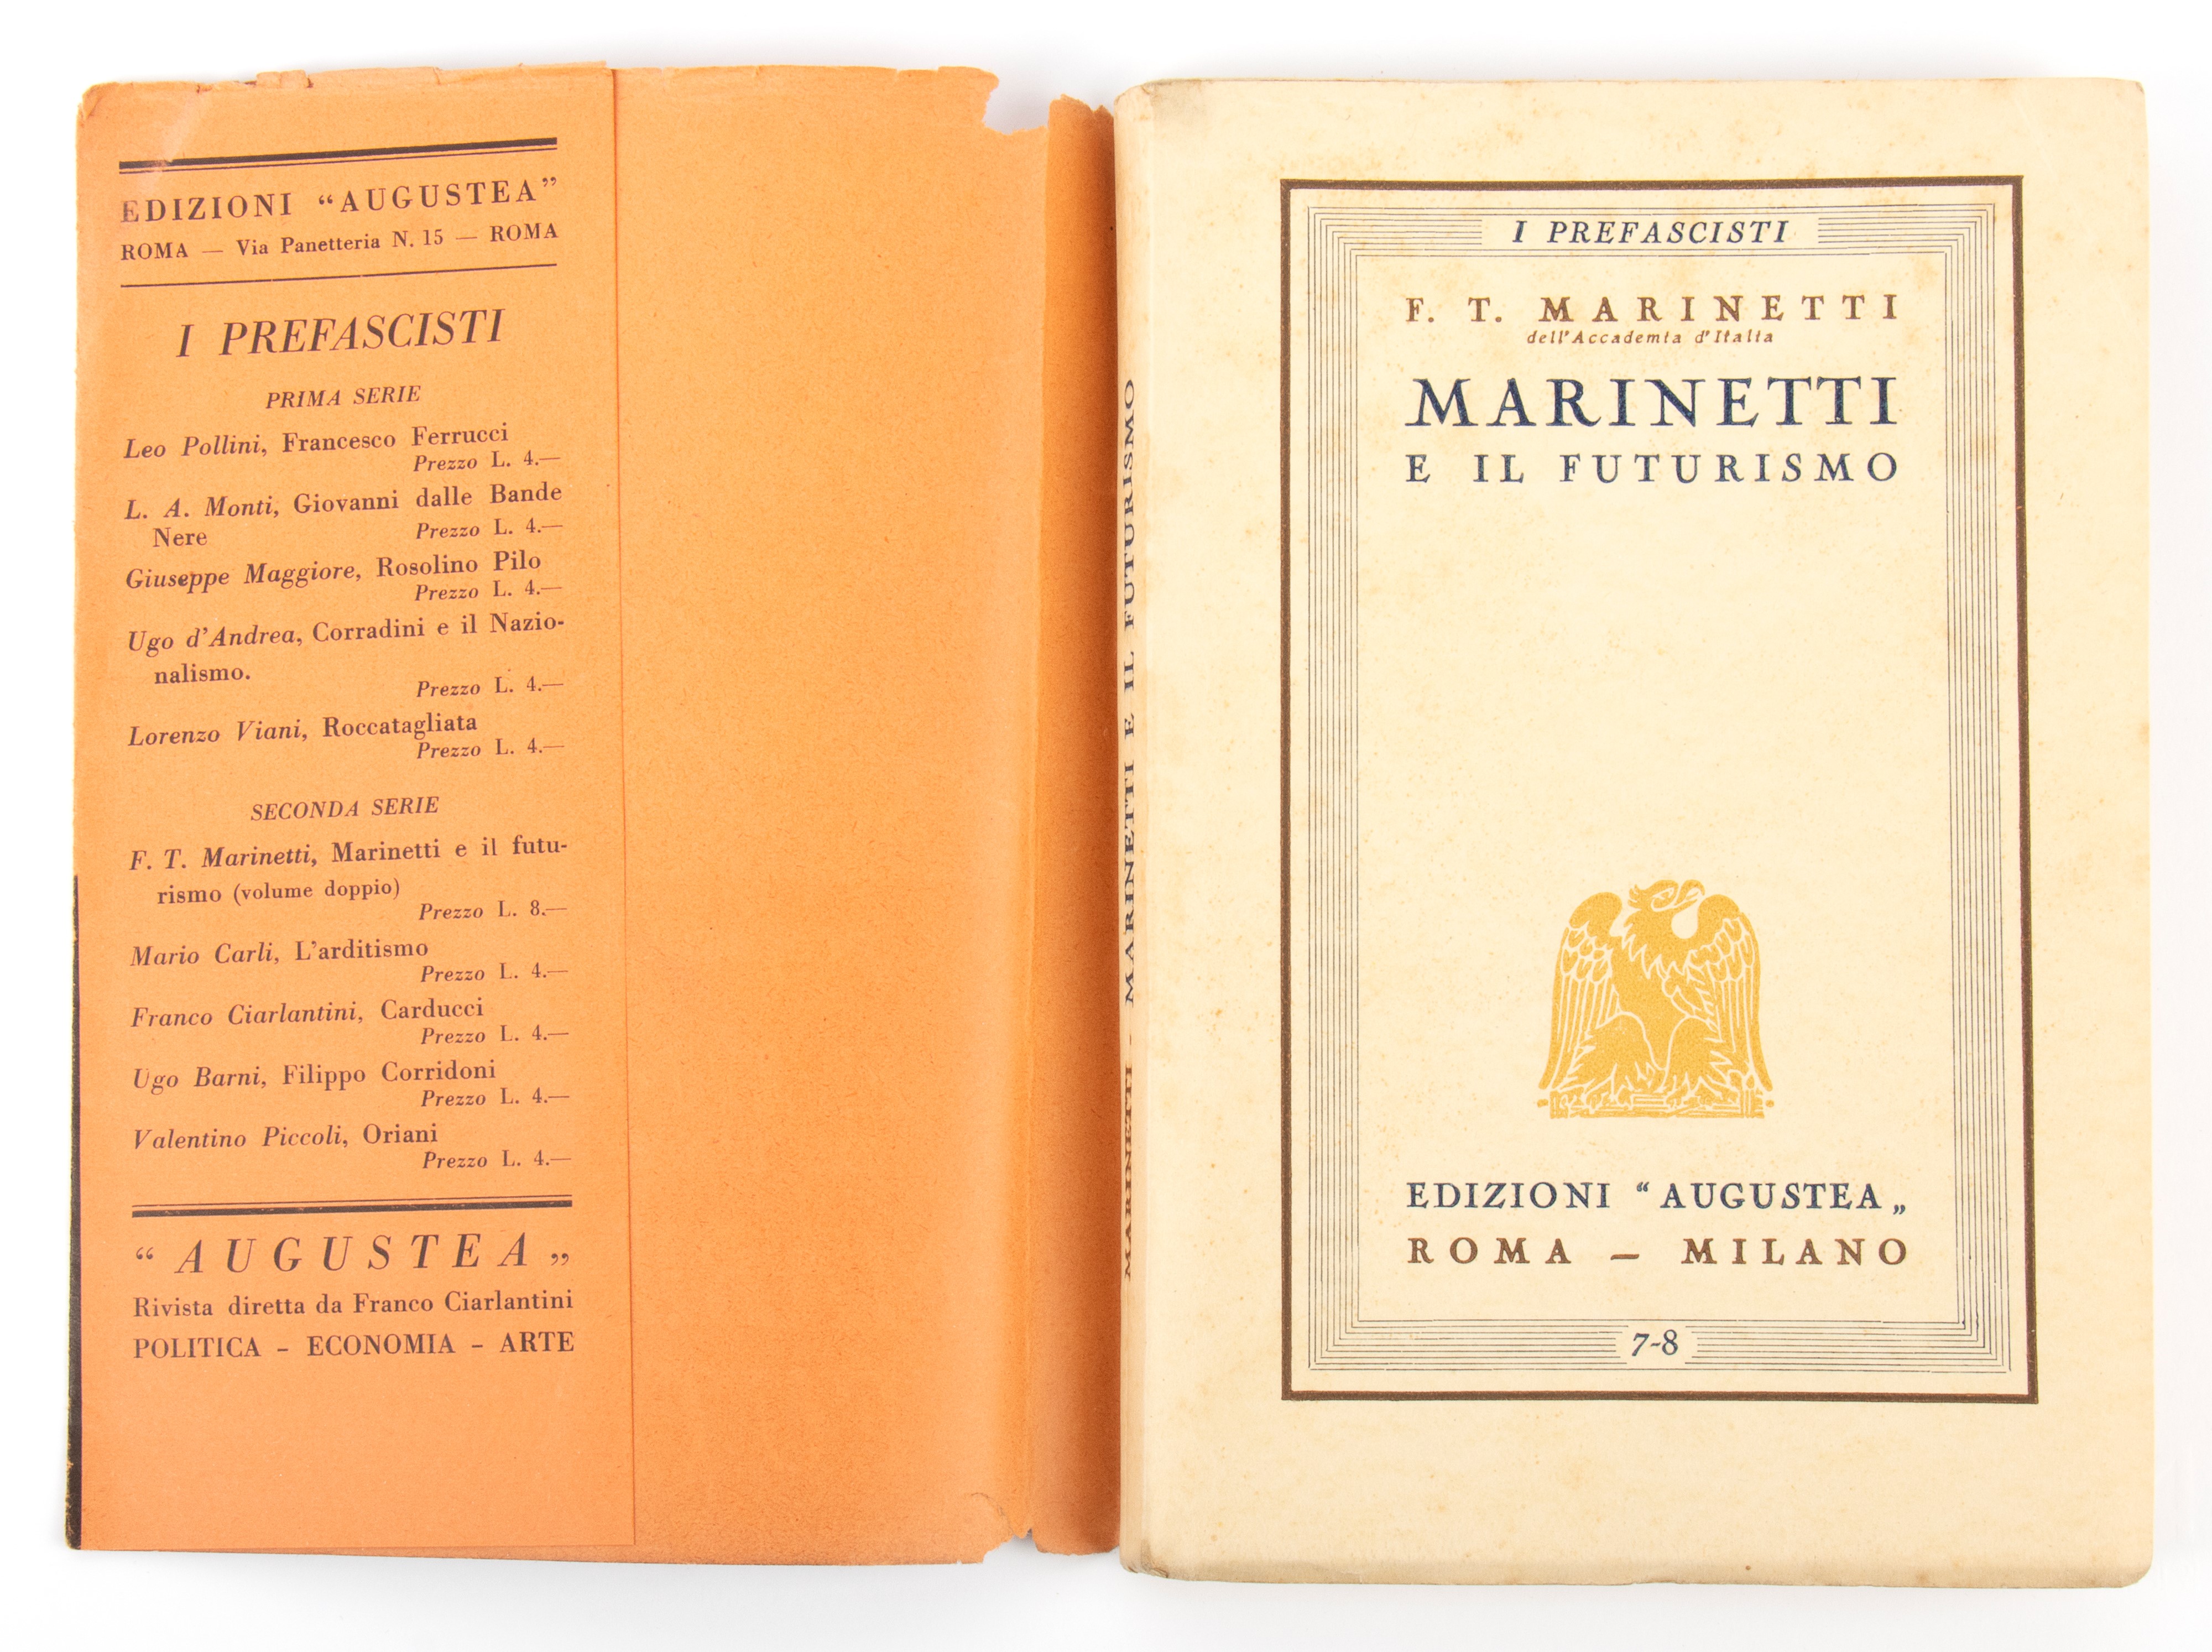 EDIZIONI “AUGUSTEA”
ROMA — Via Panetteria N. 15 — ROMA
I PREFASCISTI
PRIMA SERIE
Leo Pollini, Francesco Ferrucci
Prezzo L. 4.—
L. A. Monti, Giovanni dalle Bande
Nere Prezzo L. 4.—
Giuseppe Maggiore, Rosolino Pilo
Prezzo L. 4.—
Ugo d'Andrea, Corradini e il Nazio-
nalismo.
Prezzo L. 4.—
Lorenzo Viani, Roccatagliata
Prezzo L. 4.—
SECONDA SERIE
F. T. Marinetti, Marinetti e il futu-
rismo (volume doppio)
Prezzo L. 8.—
Mario Carli, L'arditismo
Prezzo L. 4.—
Franco Ciarlantini, Carducci
Prezzo L. 4.—
Ugo Barni, Filippo Corridoni
Prezzo L. 4.—
Valentino Piccoli, Oriani
Prezzo L. 4.—
“AUGUSTEA„
Rivista diretta da Franco Ciarlantini
POLITICA - ECONOMIA - ARTE
MARINETTI - MARINETTI E IL FUTURISMO
I PREFASCISTI
F. T. MARINETTI
dell'Accademia d'Italia
MARINETTI
E IL FUTURISMO
EDIZIONI “AUGUSTEA„
ROMA — MILANO
7-8